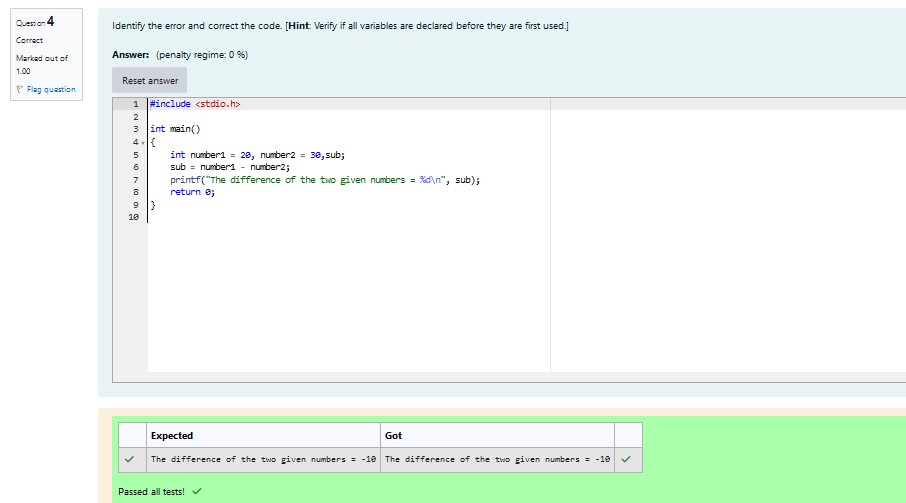 Question 4
Correct
Marked out of
1.00
Flag question
Identify the error and correct the code. [Hint: Verify if all variables are declared before they are first used.]
Answer: (penalty regime: 0 %)
Reset answer
1 #include <stdio.h>
2
3 int main()
4 {
5 int number1 = 20, number2 = 30,sub;
6 sub = number1 - number2;
7 printf("The difference of the two given numbers = %d\n", sub);
8 return 0;
9 }
10
Expected Got
The difference of the two given numbers = -10 The difference of the two given numbers = -10
Passed all tests!